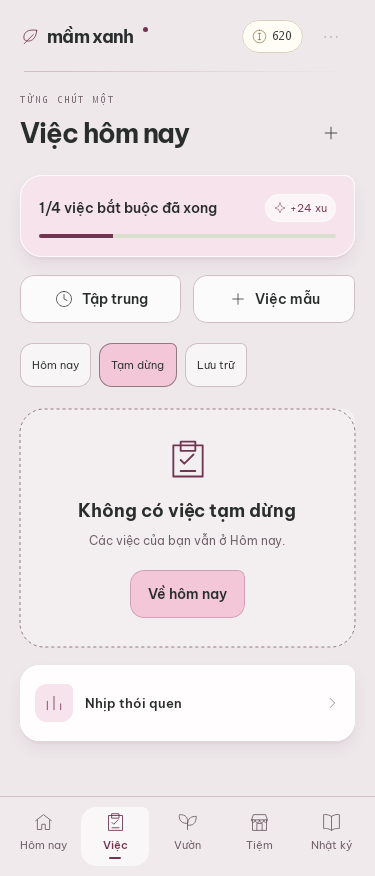 mầm xanh
620
TỪNG CHÚT MỘT
Việc hôm nay
1/4 việc bắt buộc đã xong
+24 xu
Tập trung
Việc mẫu
Hôm nay
Tạm dừng
Lưu trữ
Không có việc tạm dừng
Các việc của bạn vẫn ở Hôm nay.
Về hôm nay
Nhịp thói quen
Hôm nay
Việc
Vườn
Tiệm
Nhật ký